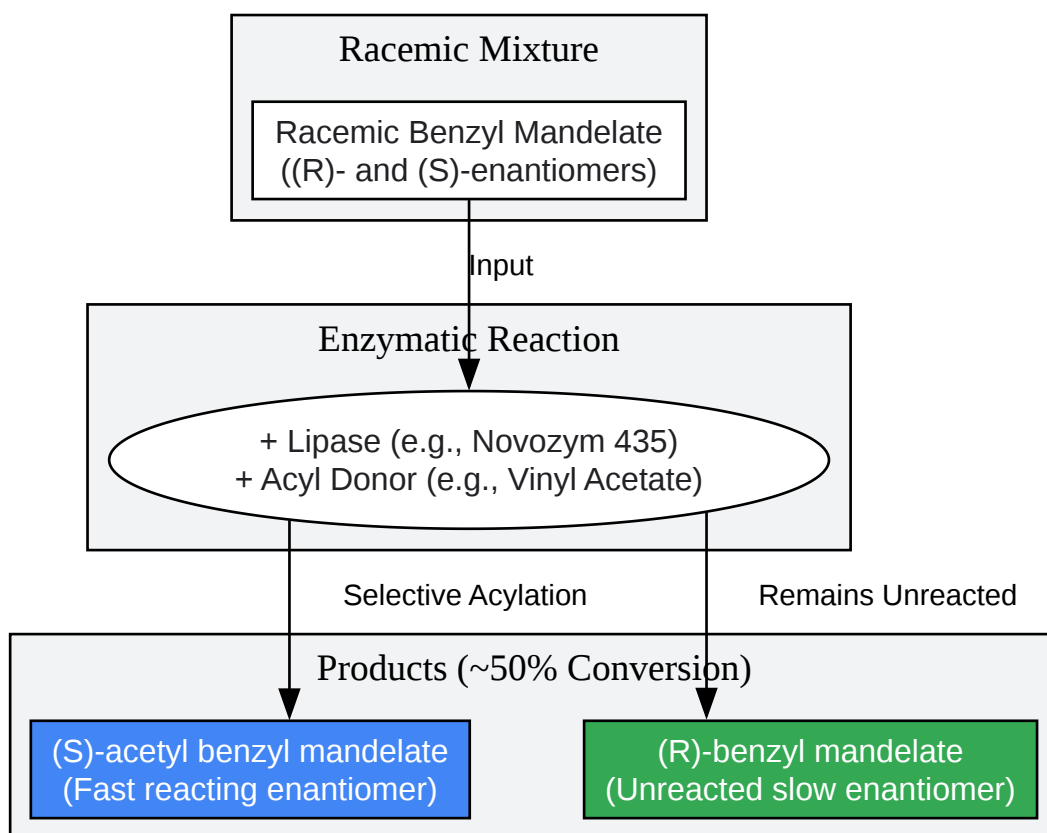 Racemic Mixture
Racemic Benzyl Mandelate
((R)- and (S)-enantiomers)
Input
Enzymatic Reaction
+ Lipase (e.g., Novozym 435)
+ Acyl Donor (e.g., Vinyl Acetate)
Selective Acylation
Remains Unreacted
Products (~50% Conversion)
(S)-acetyl benzyl mandelate
(Fast reacting enantiomer)
(R)-benzyl mandelate
(Unreacted slow enantiomer)